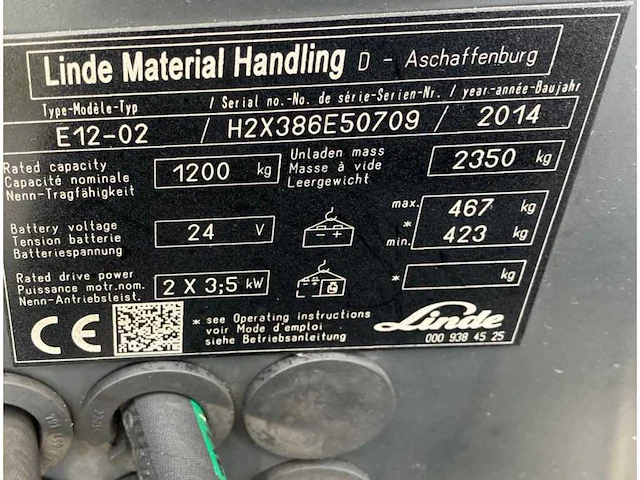 Linde Material Handling D - Aschaffenburg
Type-Modèle-Typ / Serial no.-No. de série-Serien-Nr. / year-année-Baujahr
E12-02 / H2X386E50709 / 2014
Rated capacity
Capacité nominale
Nenn-Tragfähigkeit
1200 kg
Unladen mass
Masse à vide
Leergewicht
2350 kg
Battery voltage
Tension batterie
Batteriespannung
24 V
- +
max. 467 kg
*
min. 423 kg
Rated drive power
Puissance motr.nom.
Nenn-Antriebsleist.
2 X 3,5 kW
- +
* kg
CE
* see Operating instructions
voir Mode d'emploi
siehe Betriebsanleitung
Linde
000 938 45 25